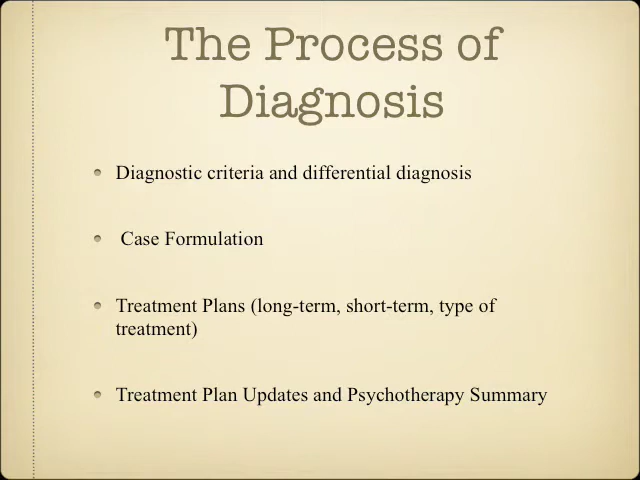 The Process of
Diagnosis
Diagnostic criteria and differential diagnosis
Case Formulation
Treatment Plans (long-term, short-term, type of
treatment)
Treatment Plan Updates and Psychotherapy Summary